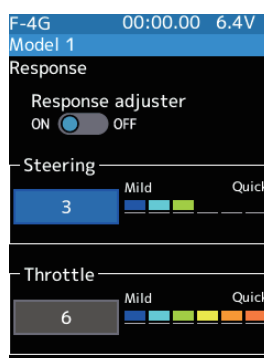 F-4G 00:00.00 6.4V
Model 1
Response
Response adjuster
ON OFF
Steering
Mild Quick
3
Throttle
Mild Quick
6